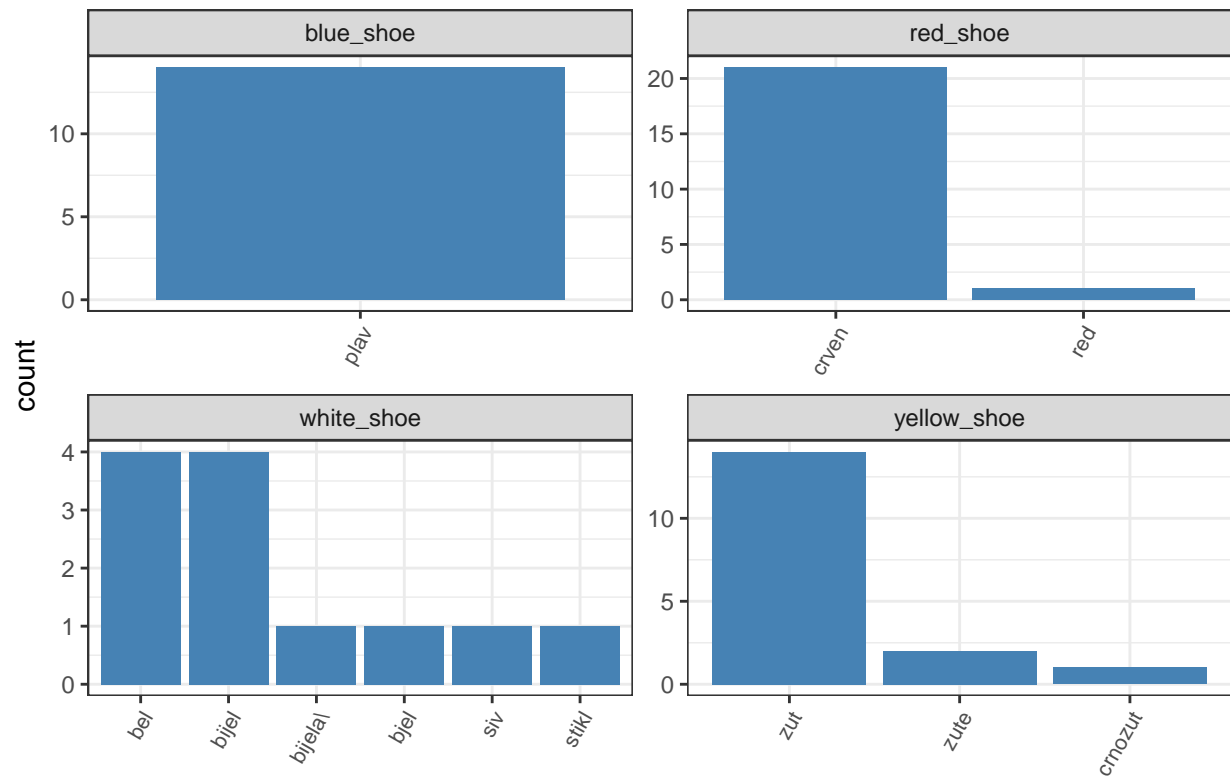 blue_shoe
10
5
0
plav
red_shoe
20
15
10
5
0
crven
red
count
white_shoe
4
3
2
1
0
bel
bijel
bijela\
bjel
siv
stikl
yellow_shoe
10
5
0
zut
zute
crnozut